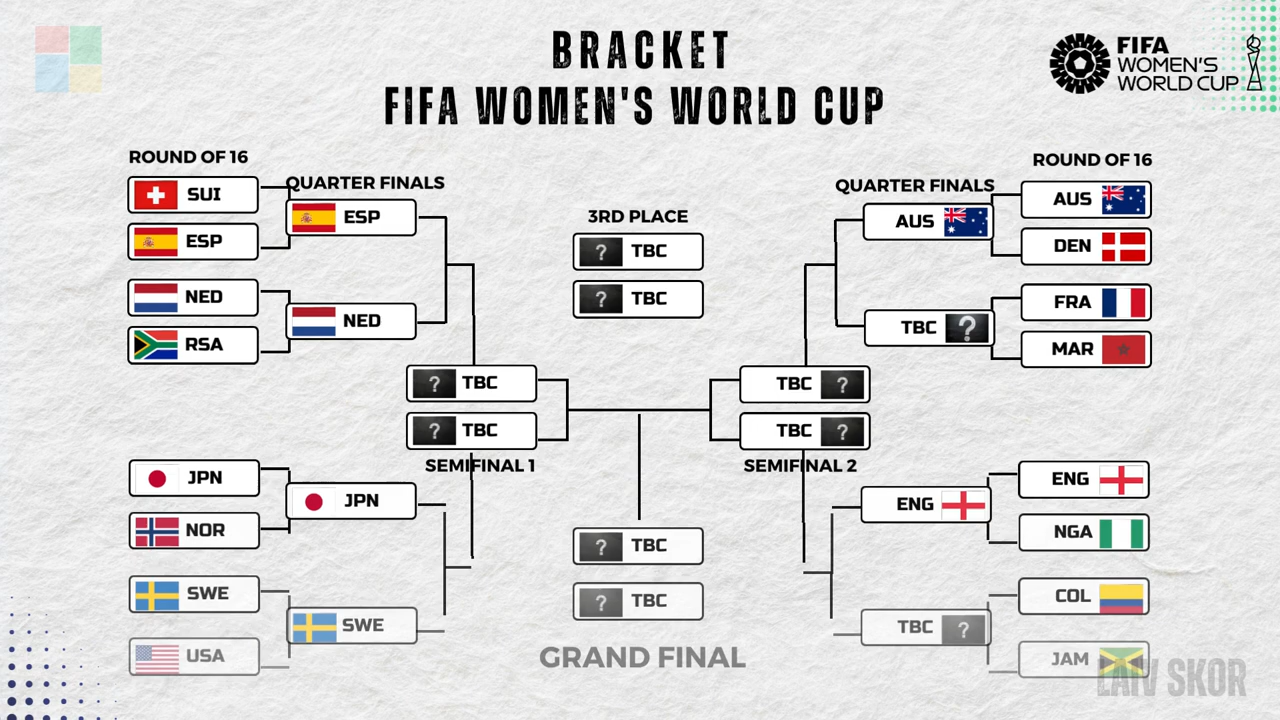 BRACKET
FIFA WOMEN'S WORLD CUP
FIFA
WOMEN'S
WORLD CUP
ROUND OF 16
QUARTER FINALS
SUI
ESP
ESP
NED
NED
RSA
3RD PLACE
TBC
TBC
ROUND OF 16
QUARTER FINALS
AUS
AUS
DEN
FRA
TBC ?
MAR
? TBC
? TBC
SEMIFINAL 1
TBC ?
TBC ?
SEMIFINAL 2
JPN
JPN
NOR
SWE
SWE
USA
? TBC
? TBC
GRAND FINAL
ENG
ENG
NGA
COL
TBC ?
JAM
LAIV SKOR